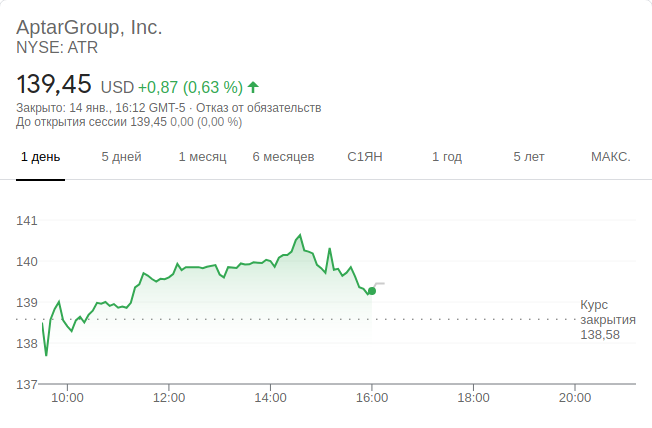 AptarGroup, Inc.
NYSE: ATR
139,45 USD +0,87 (0,63 %)
Закрыто: 14 янв., 16:12 GMT-5 · Отказ от обязательств
До открытия сессии 139,45 0,00 (0,00 %)
1 день 5 дней 1 месяц 6 месяцев С1ЯН 1 год 5 лет МАКС.
141
140
139
138
137
Курс
закрытия
138,58
10:00 12:00 14:00 16:00 18:00 20:00